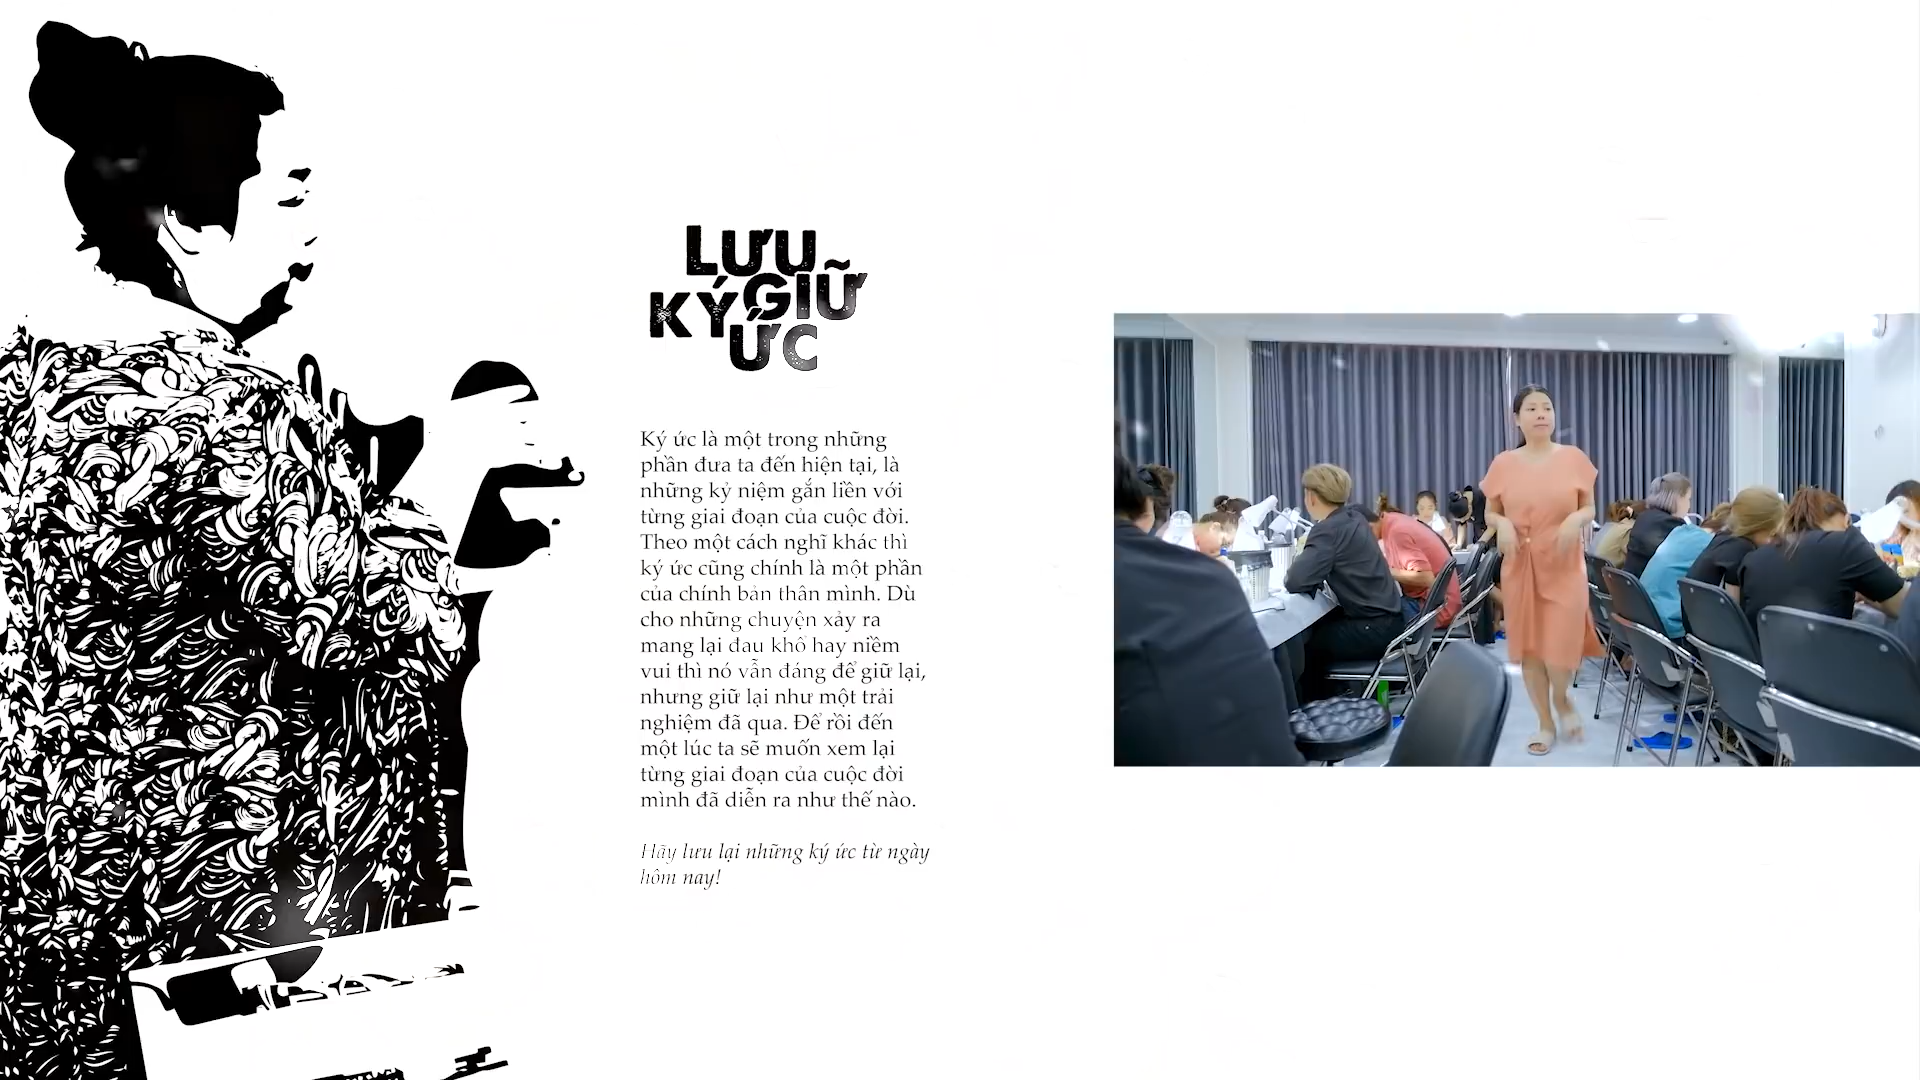 LƯU
GIỮ
KÝ
ỨC
Ký ức là một trong những
phần đưa ta đến hiện tại, là
những kỷ niệm gắn liền với
từng giai đoạn của cuộc đời.
Theo một cách nghĩ khác thì
ký ức cũng chính là một phần
của chính bản thân mình. Dù
cho những chuyện xảy ra
mang lại đau khổ hay niềm
vui thì nó vẫn đáng để giữ lại,
nhưng giữ lại như một trải
nghiệm đã qua. Để rồi đến
một lúc ta sẽ muốn xem lại
từng giai đoạn của cuộc đời
mình đã diễn ra như thế nào.
Hãy lưu lại những ký ức từ ngày
hôm nay!